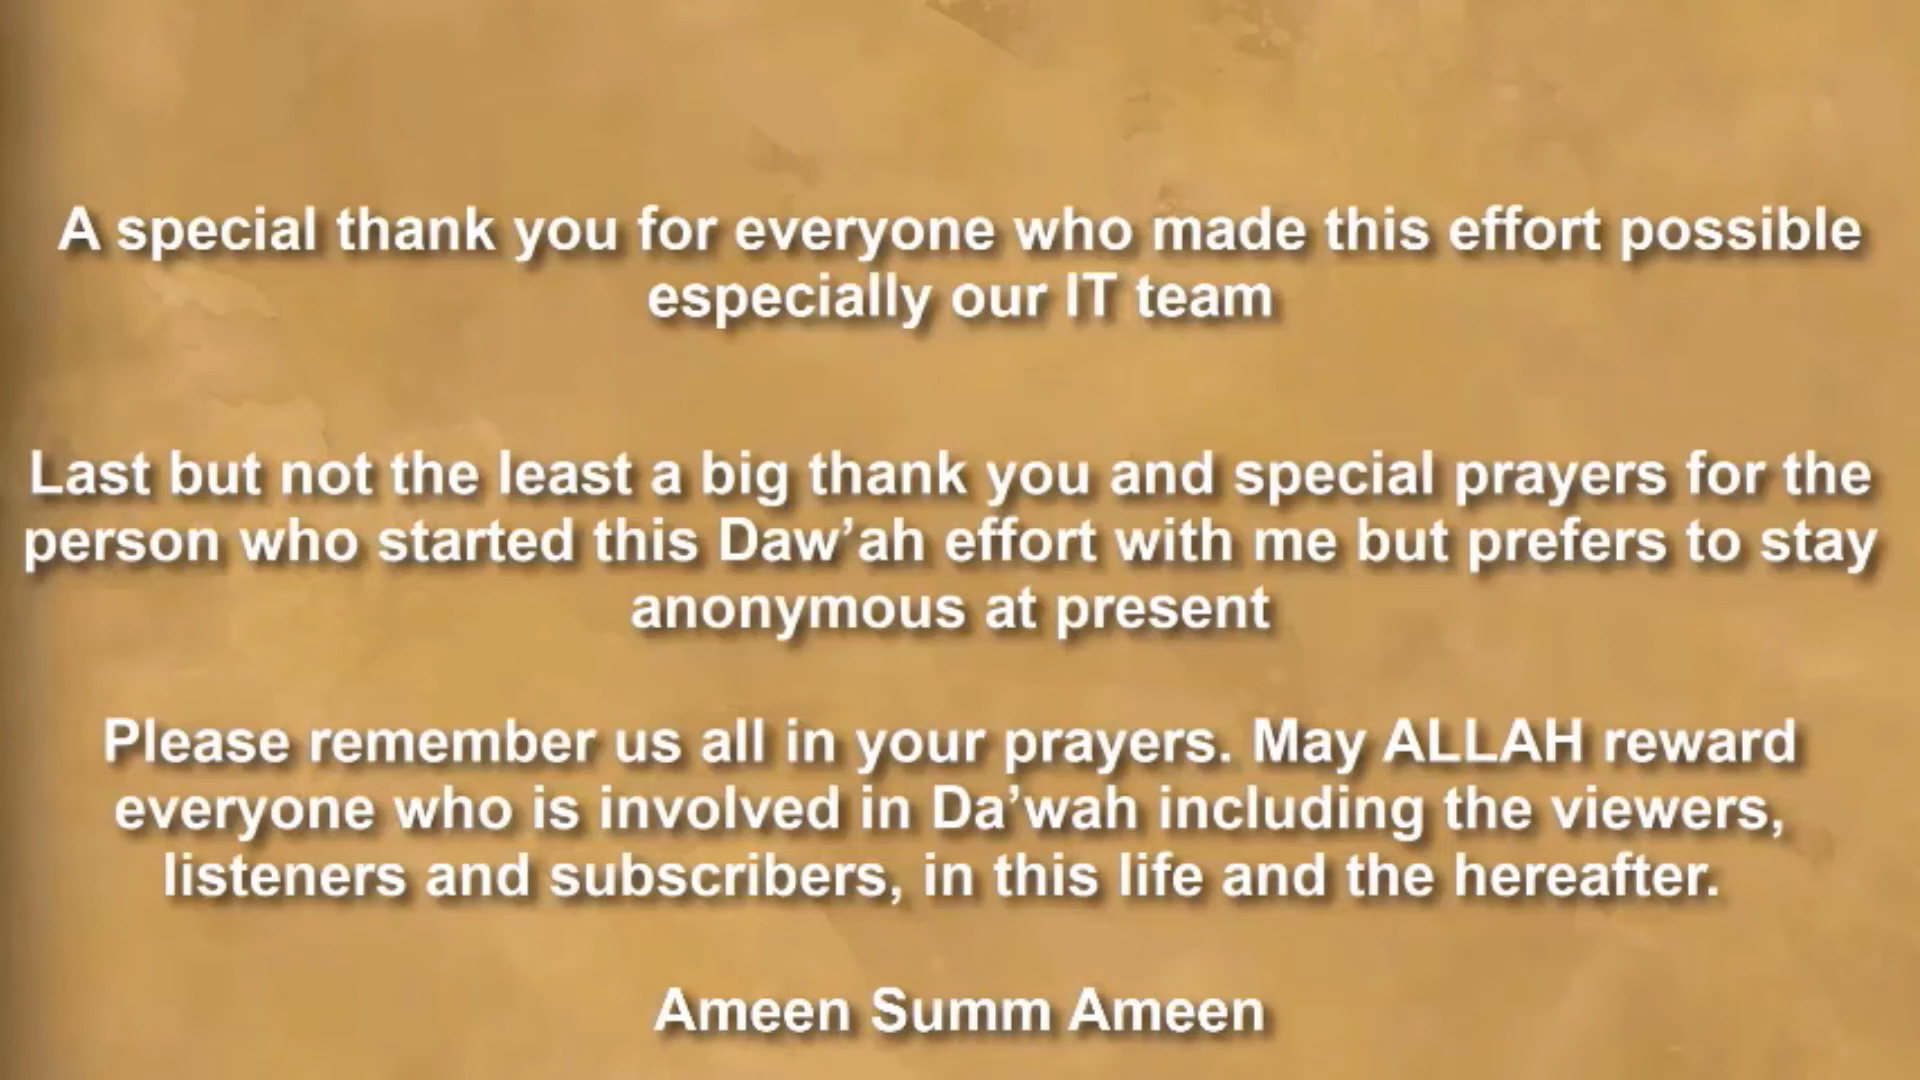 A special thank you for everyone who made this effort possible
especially our IT team
Last but not the least a big thank you and special prayers for the
person who started this Daw’ah effort with me but prefers to stay
anonymous at present
Please remember us all in your prayers. May ALLAH reward
everyone who is involved in Da’wah including the viewers,
listeners and subscribers, in this life and the hereafter.
Ameen Summ Ameen